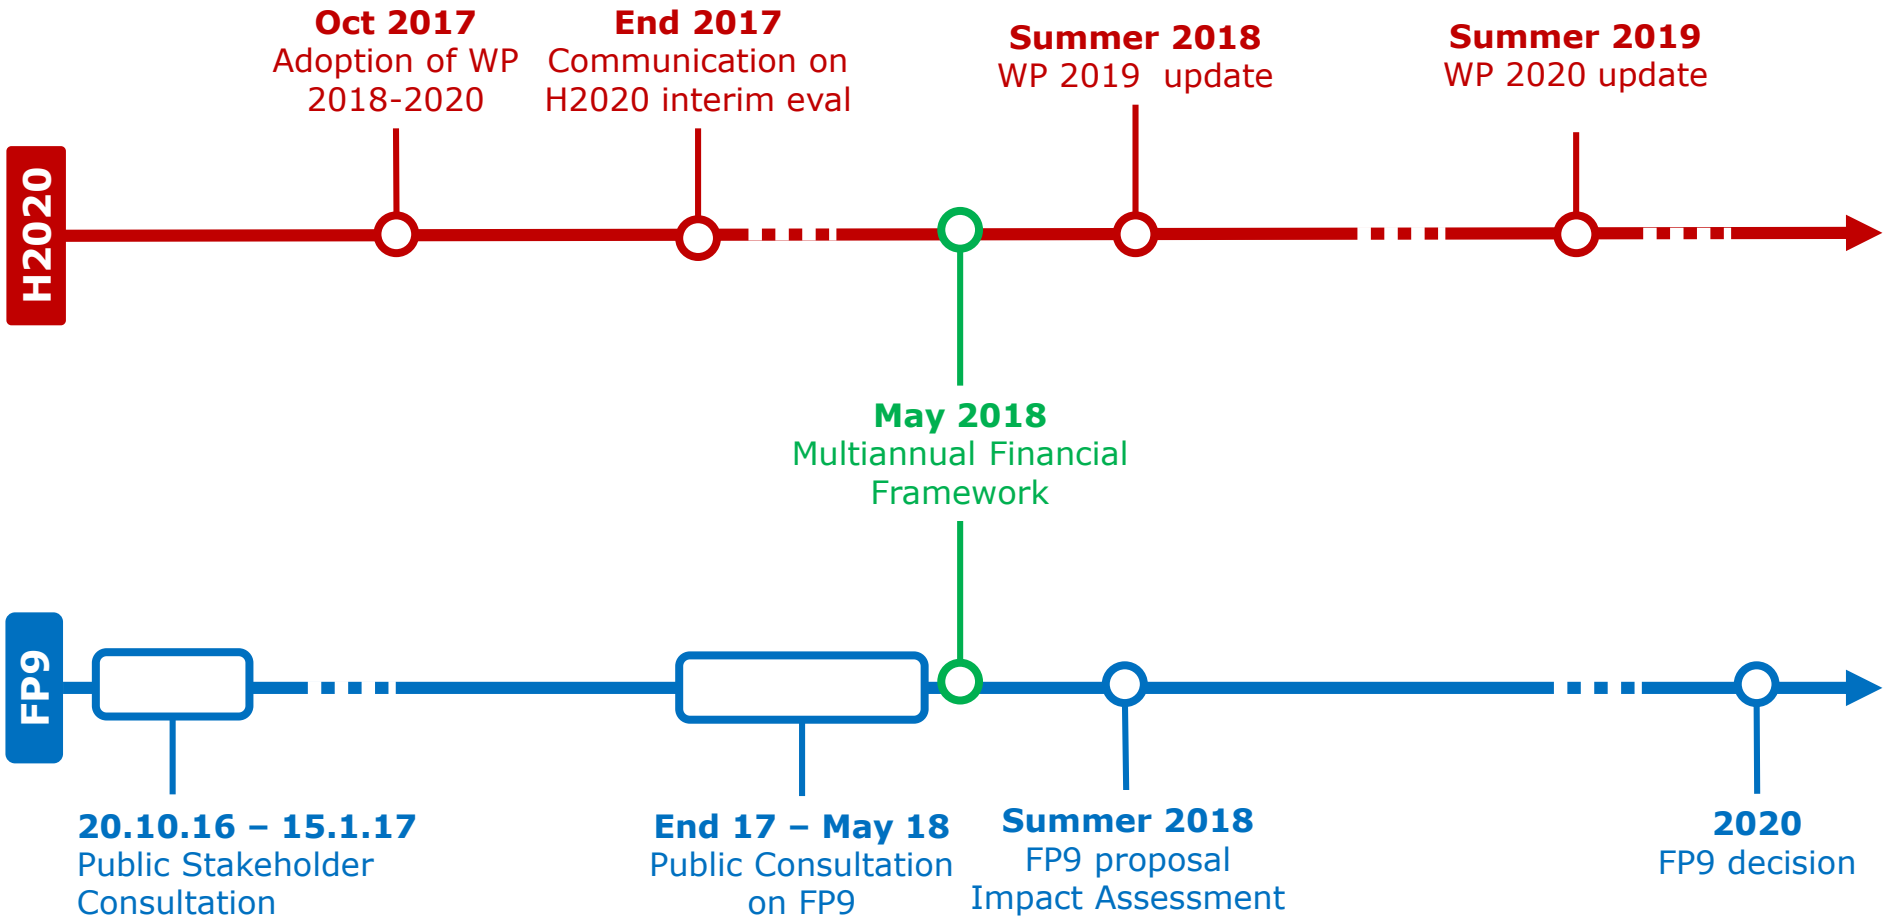 Oct 2017
Adoption of WP
2018-2020
End 2017
Communication on
H2020 interim eval
Summer 2018
WP 2019 update
Summer 2019
WP 2020 update
H2020
May 2018
Multiannual Financial
Framework
FP9
20.10.16 – 15.1.17
Public Stakeholder
Consultation
End 17 – May 18
Public Consultation
on FP9
Summer 2018
FP9 proposal
Impact Assessment
2020
FP9 decision